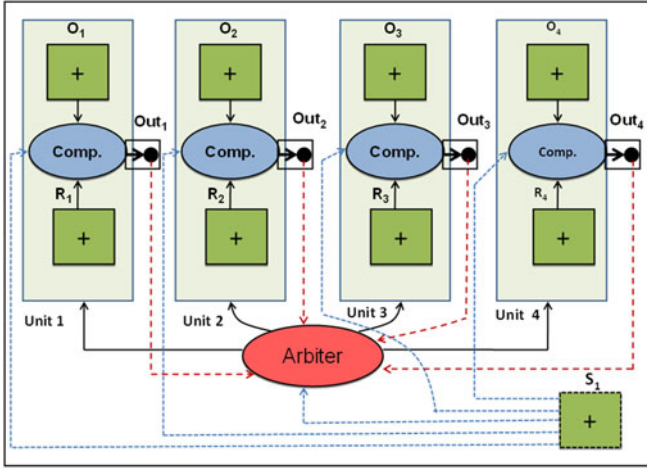 O1 O2 O3 O4
+ + + +
Out1 Out2 Out3 Out4
Comp. Comp. Comp. Comp.
R1 R2 R3 R4
+ + + +
Unit 1 Unit 2 Unit 3 Unit 4
Arbiter
S1
+